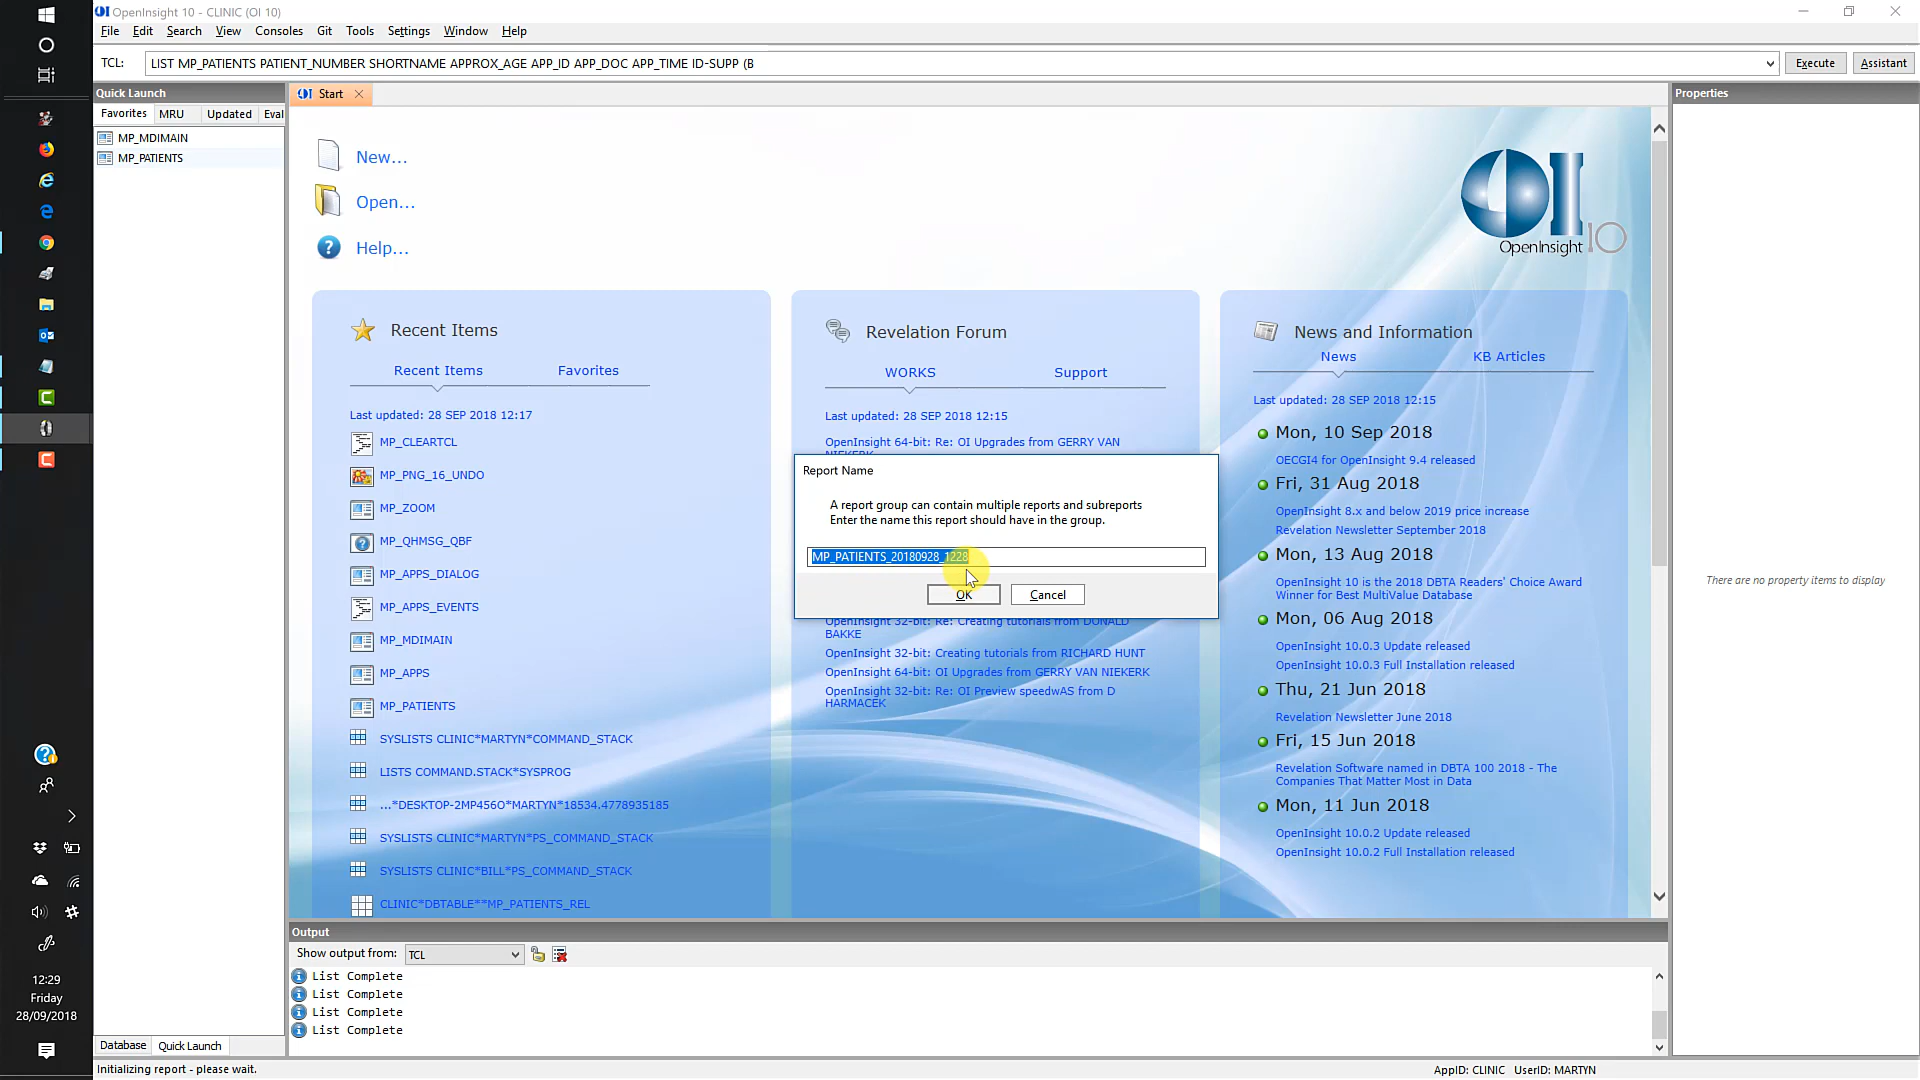 OpenInsight 10 - CLINIC (OI 10)
File Edit Search View Consoles Git Tools Settings Window Help
TCL: LIST MP_PATIENTS PATIENT_NUMBER SHORTNAME APPROX_AGE APP_ID APP_DOC APP_TIME ID-SUPP (B
Execute
Assistant
Quick Launch
Favorites MRU Updated Eval
MP_MDIMAIN
MP_PATIENTS
Start
New...
Open...
Help...
OpenInsight 10
Recent Items
Recent Items Favorites
Last updated: 28 SEP 2018 12:17
MP_CLEARTCL
MP_PNG_16_UNDO
MP_ZOOM
MP_QHMSG_QBF
MP_APPS_DIALOG
MP_APPS_EVENTS
MP_MDIMAIN
MP_APPS
MP_PATIENTS
SYSLISTS CLINIC*MARTYN*COMMAND_STACK
LISTS COMMAND.STACK*SYSPROG
...*DESKTOP-2MP456O*MARTYN*18534.4778935185
SYSLISTS CLINIC*MARTYN*PS_COMMAND_STACK
SYSLISTS CLINIC*BILL*PS_COMMAND_STACK
CLINIC*DBTABLE**MP_PATIENTS_REL
Revelation Forum
WORKS Support
Last updated: 28 SEP 2018 12:15
OpenInsight 64-bit: Re: OI Upgrades from GERRY VAN
NIEKERK
Report Name
A report group can contain multiple reports and subreports
Enter the name this report should have in the group.
MP_PATIENTS_20180928_1228
OK
Cancel
OpenInsight 32-bit: Re: Creating tutorials from DONALD
BAKKE
OpenInsight 32-bit: Creating tutorials from RICHARD HUNT
OpenInsight 64-bit: OI Upgrades from GERRY VAN NIEKERK
OpenInsight 32-bit: Re: OI Preview speedwAS from D
HARMACEK
News and Information
News KB Articles
Last updated: 28 SEP 2018 12:15
Mon, 10 Sep 2018
OECGI4 for OpenInsight 9.4 released
Fri, 31 Aug 2018
OpenInsight 8.x and below 2019 price increase
Revelation Newsletter September 2018
Mon, 13 Aug 2018
OpenInsight 10 is the 2018 DBTA Readers' Choice Award
Winner for Best MultiValue Database
Mon, 06 Aug 2018
OpenInsight 10.0.3 Update released
OpenInsight 10.0.3 Full Installation released
Thu, 21 Jun 2018
Revelation Newsletter June 2018
Fri, 15 Jun 2018
Revelation Software named in DBTA 100 2018 - The
Companies That Matter Most in Data
Mon, 11 Jun 2018
OpenInsight 10.0.2 Update released
OpenInsight 10.0.2 Full Installation released
Properties
There are no property items to display
Output
Show output from: TCL
List Complete
List Complete
List Complete
List Complete
Database Quick Launch
Initializing report - please wait.
AppID: CLINIC UserID: MARTYN
12:29
Friday
28/09/2018